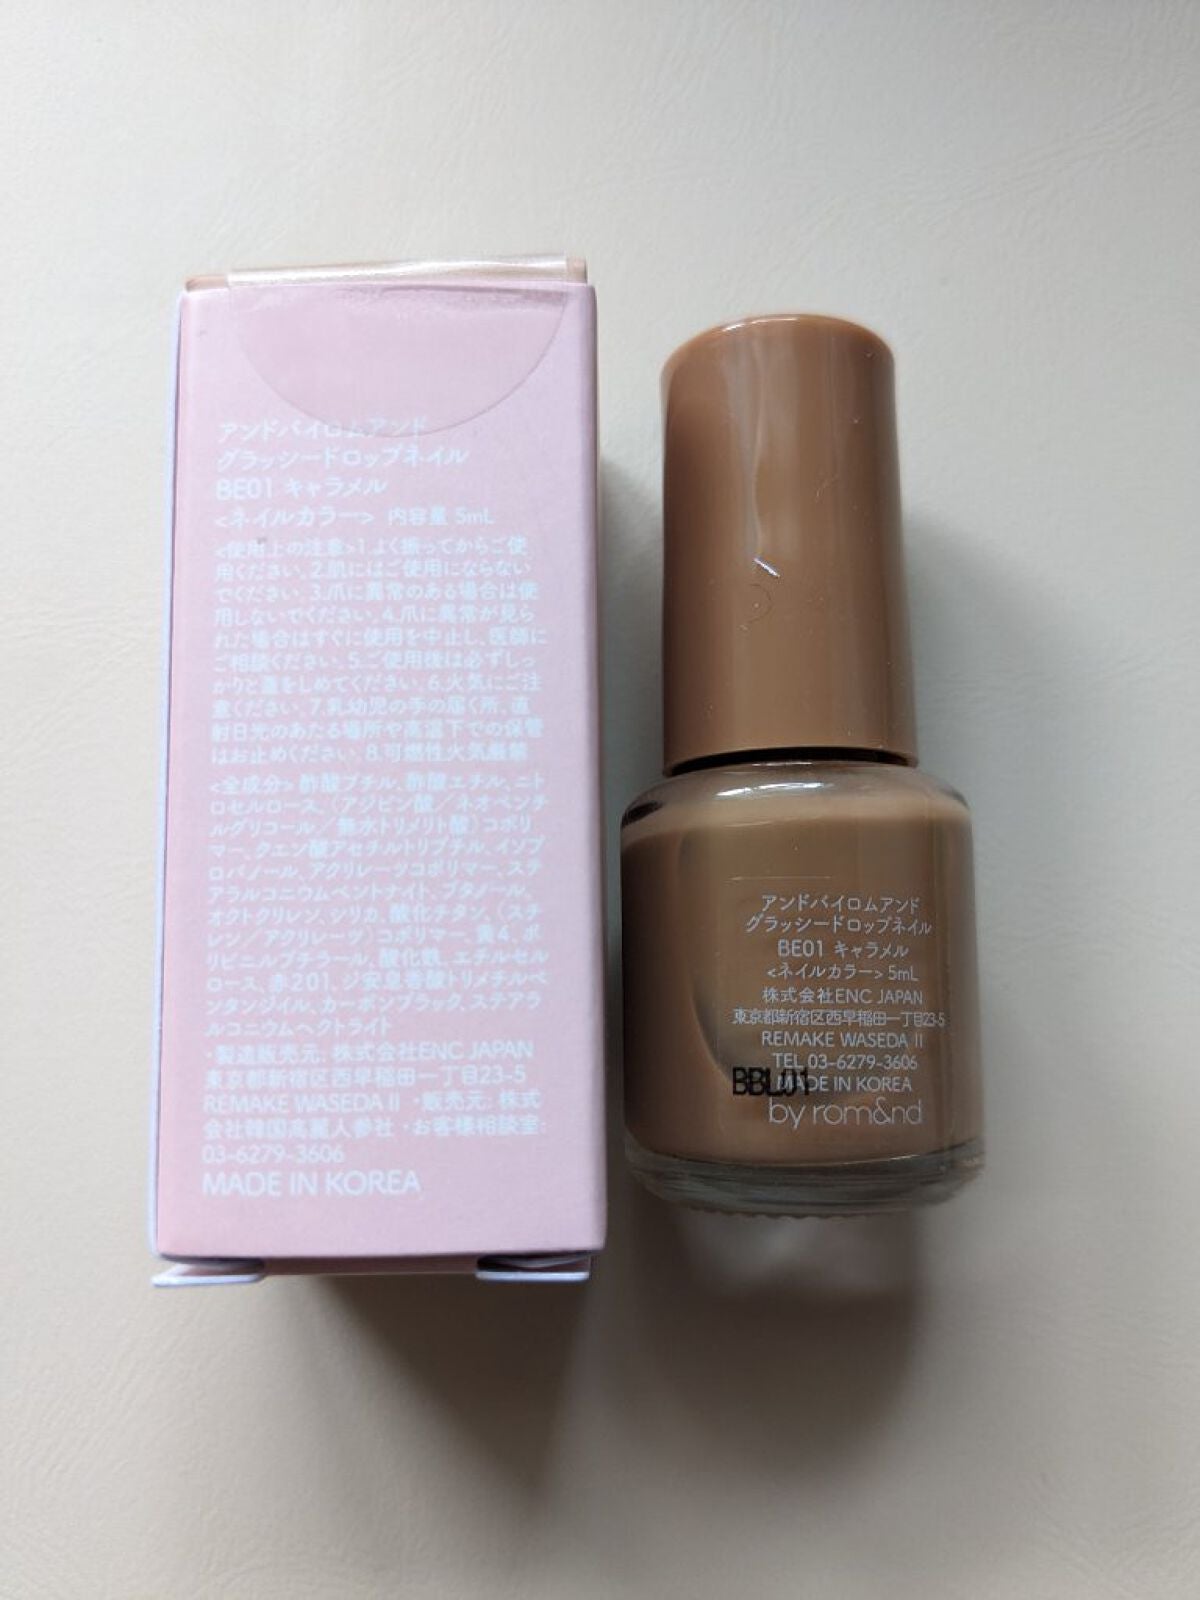 アンドバイロムアンド
グラッシードロップネイル
BE01 キャラメル
<ネイルカラー> 内容量 5mL
<使用上の注意>1.よく振ってからご使
用ください。2.肌にはご使用にならない
でください。3.爪に異常のある場合は使
用しないでください。4.爪に異常が見ら
れた場合はすぐに使用を中止し、医師に
ご相談ください。5.ご使用後は必ずしっ
かりと蓋をしめてください。6.火気にご注
意ください。7.乳幼児の手の届く所、直
射日光のあたる場所や高温下での保管
はお止めください。8.可燃性火気厳禁
<全成分> 酢酸ブチル、酢酸エチル、ニト
ロセルロース、(アジピン酸/ネオペンチ
ルグリコール/無水トリメリト酸)コポリ
マー、クエン酸アセチルトリブチル、イソプ
ロパノール、アクリレーツコポリマー、ステ
アラルコニウムベントナイト、ブタノール、
オクトクリレン、シリカ、酸化チタン、(スチ
レン/アクリレーツ)コポリマー、黄4、ポ
リビニルブチラール、酸化鉄、エチルセル
ロース、赤201、ジ安息香酸トリメチルペ
ンタンジイル、カーボンブラック、ステアラ
ルコニウムヘクトライト
・製造販売元: 株式会社ENC JAPAN
東京都新宿区西早稲田一丁目23-5
REMAKE WASEDA II ・販売元: 株式
会社韓国高麗人参社・お客様相談室:
03-6279-3606
MADE IN KOREA
アンドバイロムアンド
グラッシードロップネイル
BE01 キャラメル
<ネイルカラー> 5mL
株式会社ENC JAPAN
東京都新宿区西早稲田一丁目23-5
REMAKE WASEDA II
TEL 03-6279-3606
BBL01
MADE IN KOREA
by rom&nd